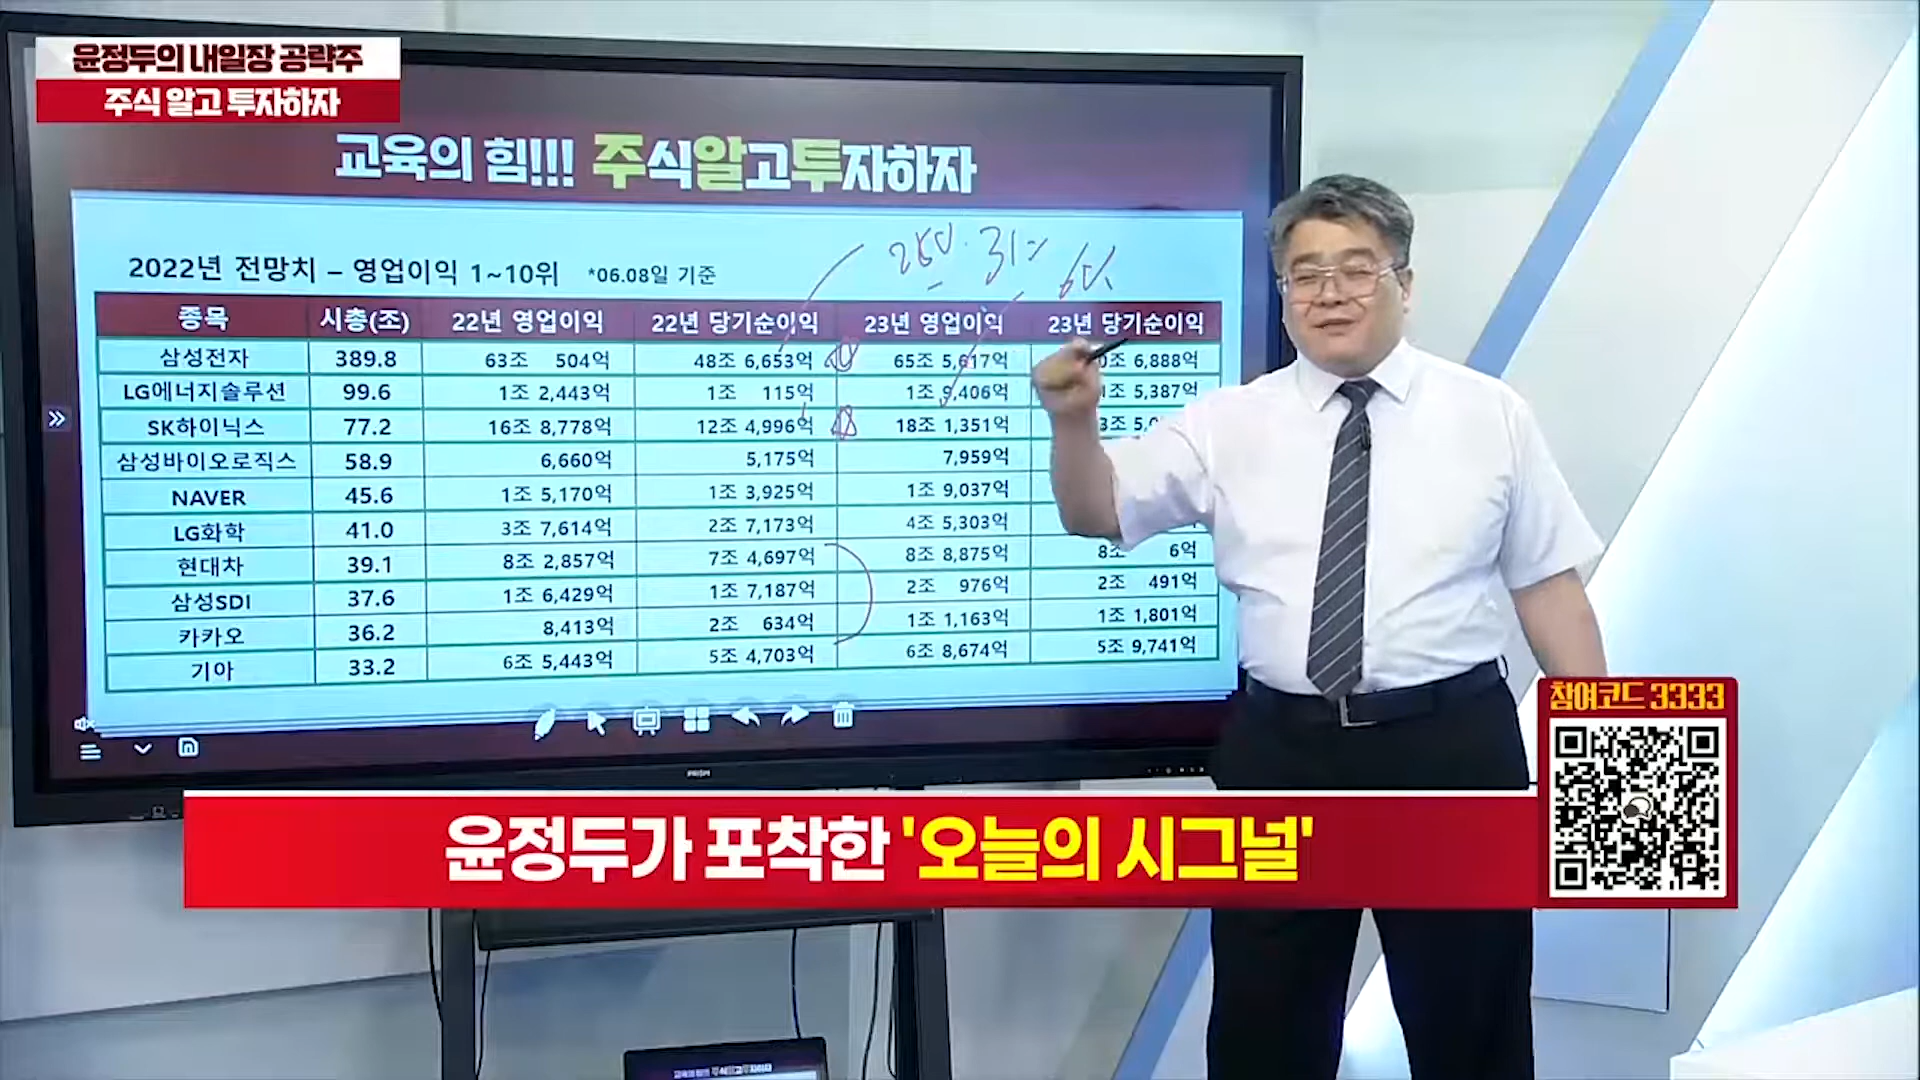 윤정두의 내일장 공략주
주식 알고 투자하자
교육의 힘!!! 주식알고투자하자
2022년 전망치 – 영업이익 1~10위 *06.08일 기준
종목 시총(조) 22년 영업이익 22년 당기순이익 23년 영업이익 23년 당기순이익
삼성전자 389.8 63조 504억 48조 6,653억 65조 5,617억 0조 6,888억
LG에너지솔루션 99.6 1조 2,443억 1조 115억 1조 9,406억 조 5,387억
SK하이닉스 77.2 16조 8,778억 12조 4,996억 18조 1,351억 3조
삼성바이오로직스 58.9 6,660억 5,175억 7,959억
NAVER 45.6 1조 5,170억 1조 3,925억 1조 9,037억
LG화학 41.0 3조 7,614억 2조 7,173억 4조 5,303억
현대차 39.1 8조 2,857억 7조 4,697억 8조 8,875억 8조 6억
삼성SDI 37.6 1조 6,429억 1조 7,187억 2조 976억 2조 491억
카카오 36.2 8,413억 2조 634억 1조 1,163억 1조 1,801억
기아 33.2 6조 5,443억 5조 4,703억 6조 8,674억 5조 9,741억
PRISM
참여코드 3333
윤정두가 포착한 '오늘의 시그널'
교육의 힘!!! 주식알고투자하자